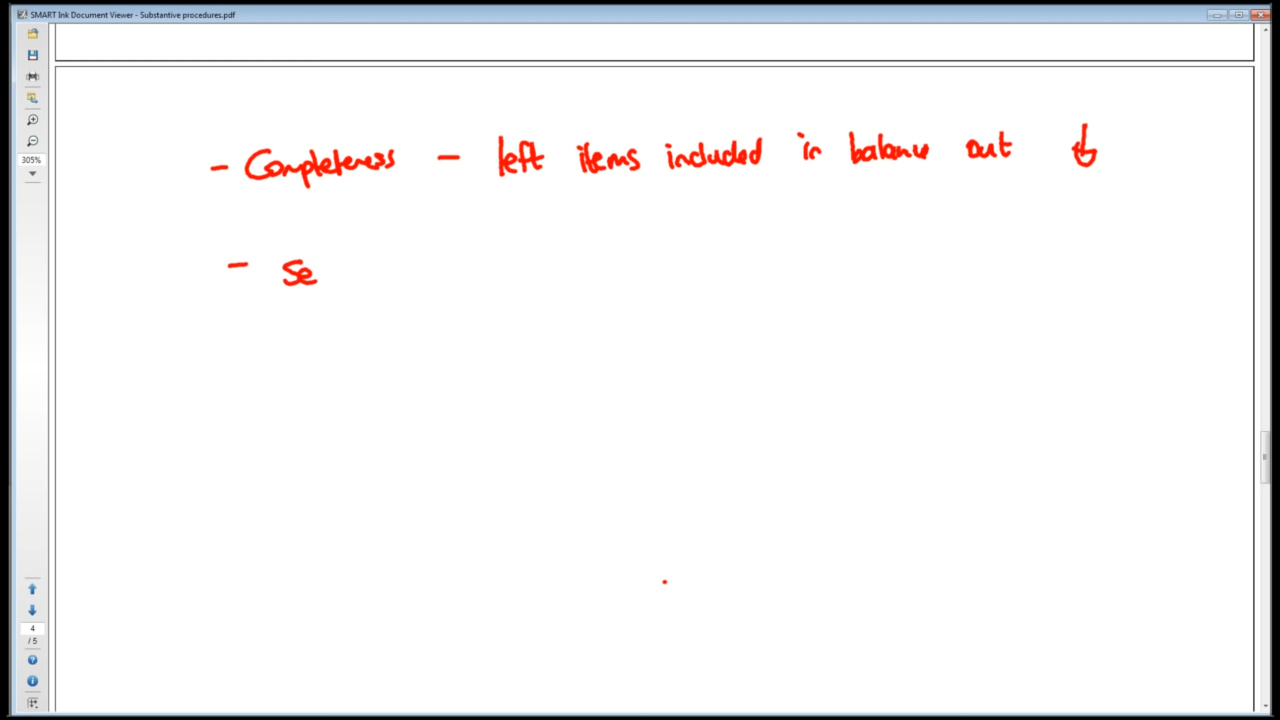 SMART Ink Document Viewer - Substantive procedures.pdf
- Completeness - left items included in balance out ↓
- Se
305%
4
/ 5